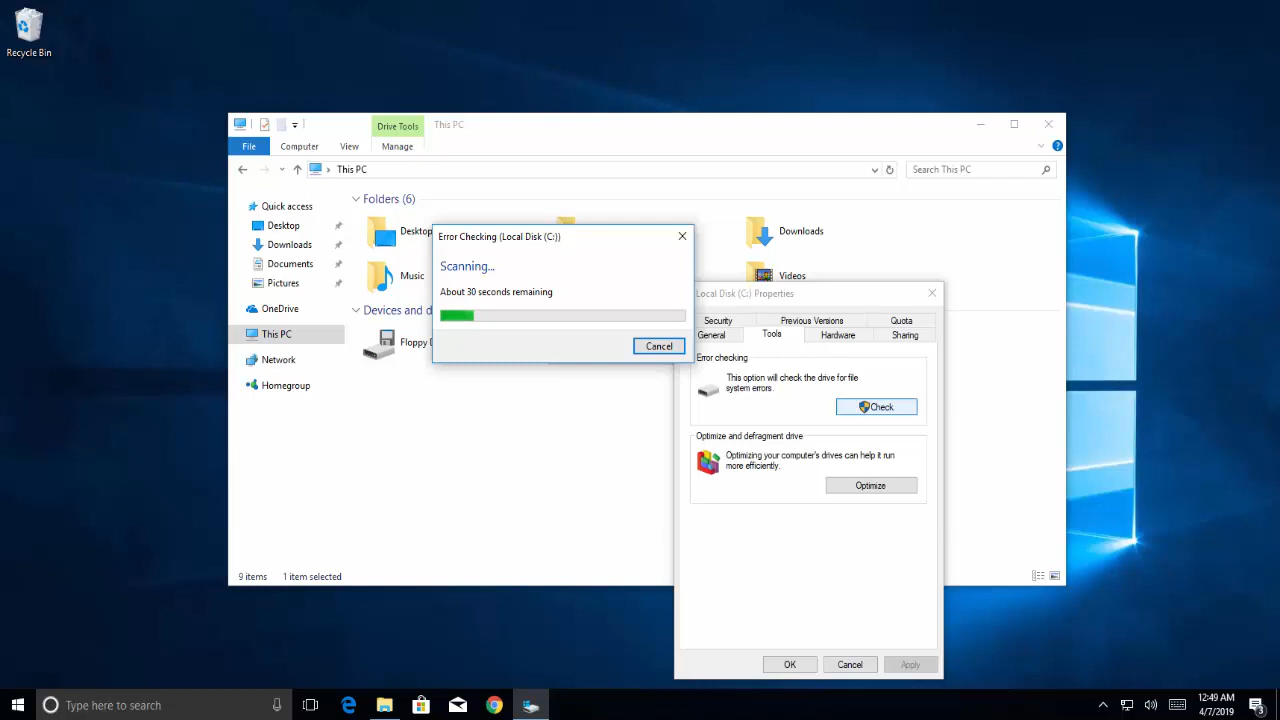 Recycle Bin
Drive Tools
This PC
File
Computer
View
Manage
This PC
Search This PC
Quick access
Desktop
Downloads
Documents
Pictures
OneDrive
This PC
Network
Homegroup
Folders (6)
Desktop
Downloads
Music
Videos
Devices and d
Floppy D
9 items
1 item selected
Error Checking (Local Disk (C:))
Scanning...
About 30 seconds remaining
Cancel
Local Disk (C:) Properties
Security
Previous Versions
Quota
General
Tools
Hardware
Sharing
Error checking
This option will check the drive for file
system errors.
Check
Optimize and defragment drive
Optimizing your computer's drives can help it run
more efficiently.
Optimize
OK
Cancel
Apply
Type here to search
12:49 AM
4/7/2019
3